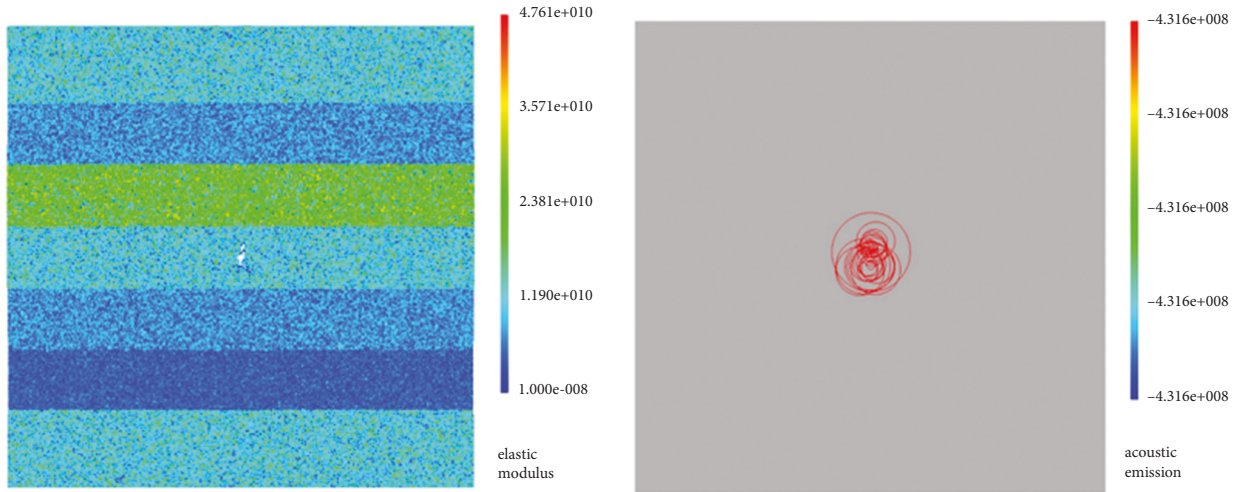 4.761e+010
3.571e+010
2.381e+010
1.190e+010
1.000e-008
elastic
modulus
−4.316e+008
−4.316e+008
−4.316e+008
−4.316e+008
−4.316e+008
acoustic
emission